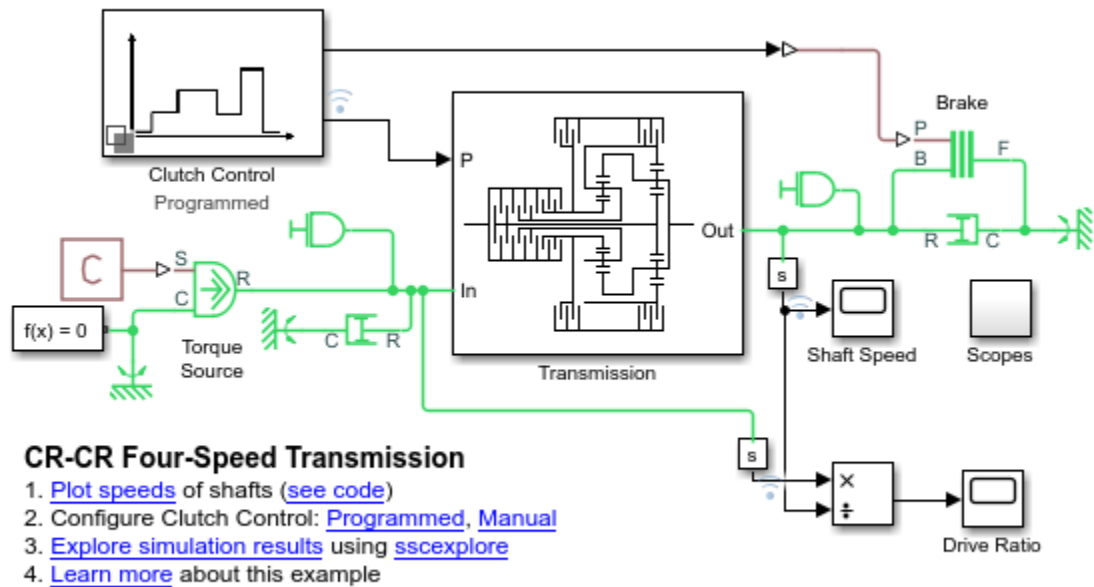 Clutch Control
Programmed
P
Brake
P
B
F
Out
R
C
S
C
C
R
In
f(x) = 0
Torque
Source
C
R
Transmission
s
Shaft Speed
Scopes
s
×
÷
Drive Ratio
CR-CR Four-Speed Transmission
1. Plot speeds of shafts (see code)
2. Configure Clutch Control: Programmed, Manual
3. Explore simulation results using sscexplore
4. Learn more about this example